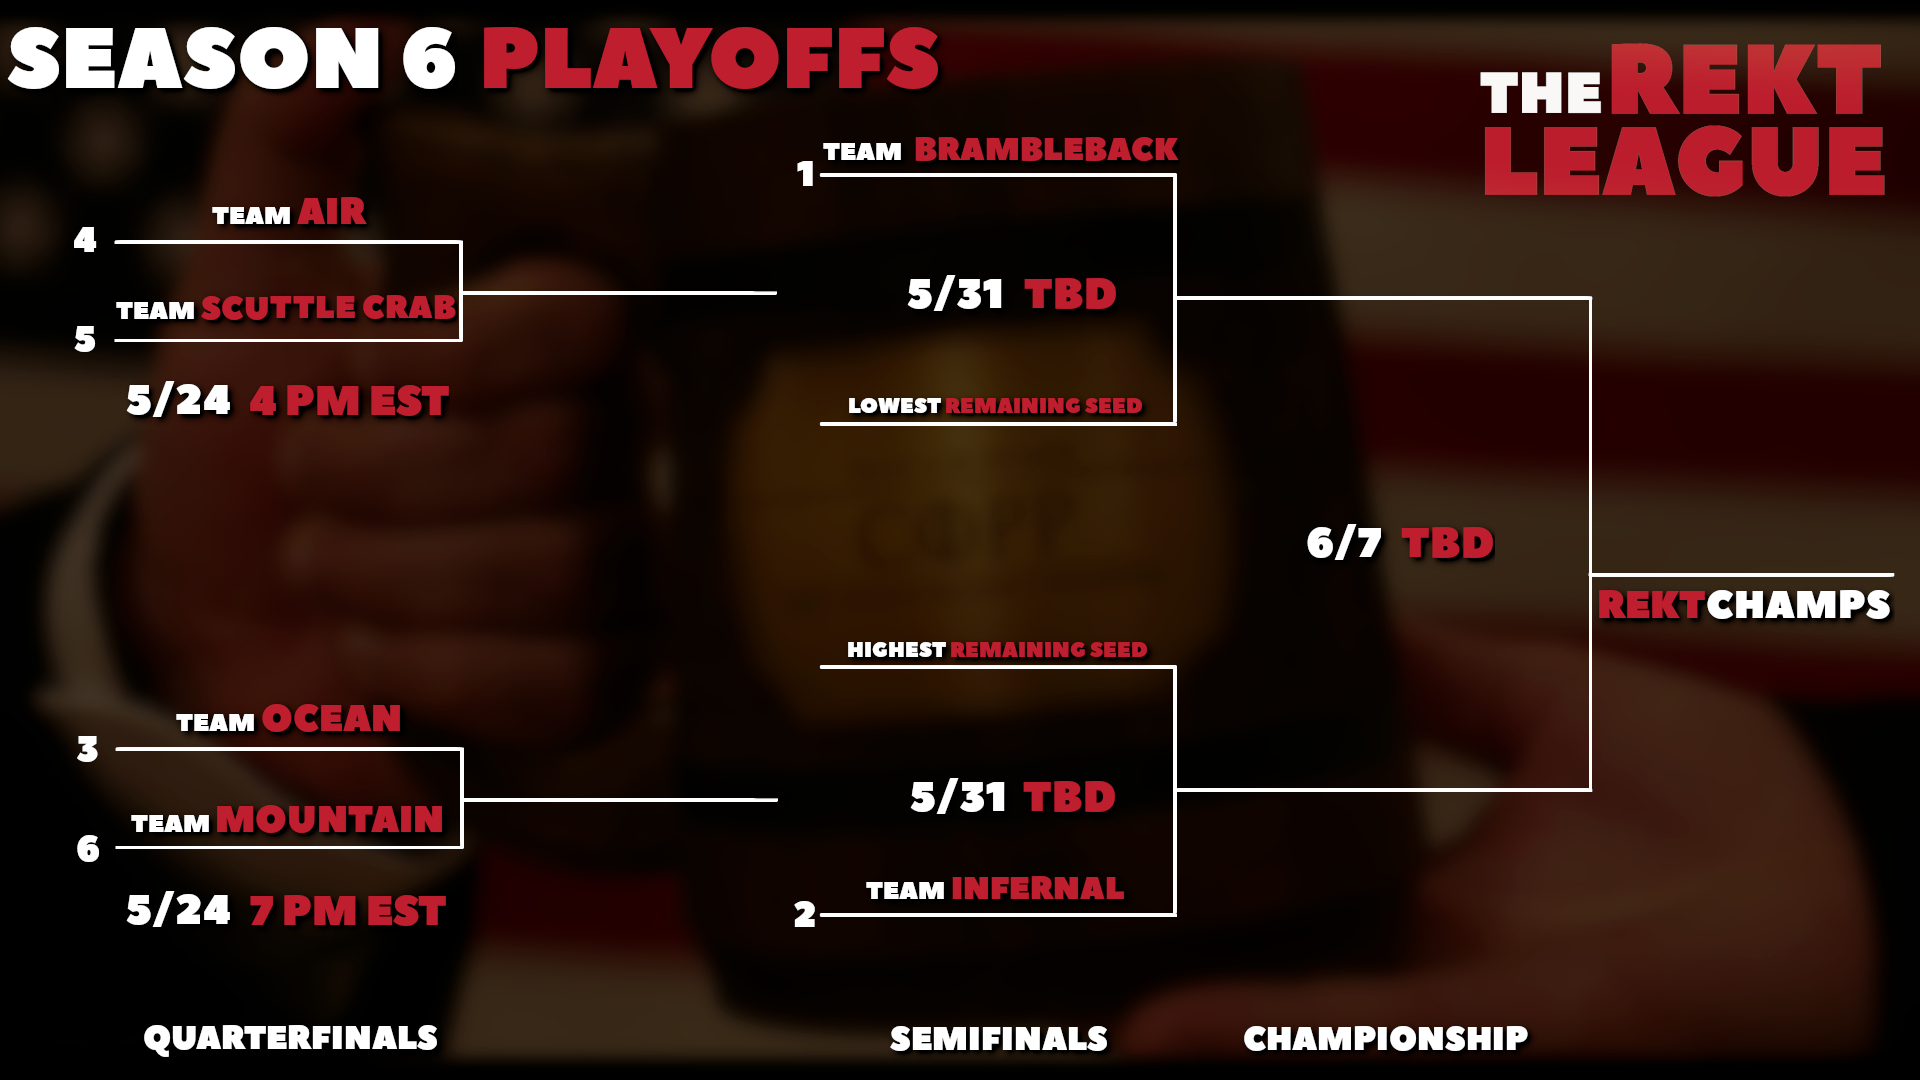 SEASON 6 PLAYOFFS
THE REKT
LEAGUE
1 TEAM BRAMBLEBACK
4 TEAM AIR
5 TEAM SCUTTLE CRAB
5/24 4 PM EST
5/31 TBD
LOWEST REMAINING SEED
6/7 TBD
REKTCHAMPS
HIGHEST REMAINING SEED
3 TEAM OCEAN
6 TEAM MOUNTAIN
5/24 7 PM EST
5/31 TBD
2 TEAM INFERNAL
QUARTERFINALS
SEMIFINALS
CHAMPIONSHIP